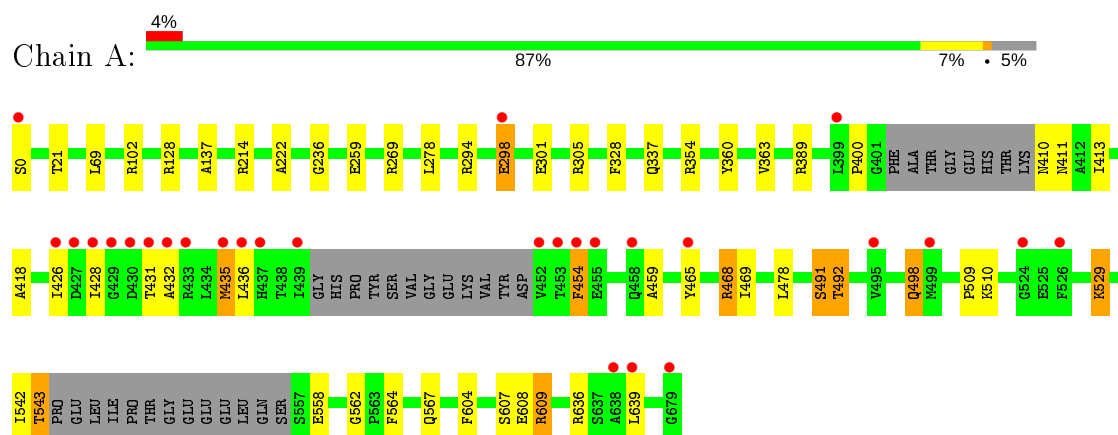 4%
Chain A:
87% 7% • 5%
S0 T21 L69 R102 R128 A137 R214 A222 G236 E259 R269 L278 R294 E298 E301 R305 F328 Q337 R354 Y360 V363 R389 L399 P400 G401 PHE ALA THR GLY GLU HIS THR LYS N410 N411 A412 I413
A418 I426 D427 I428 G429 D430 T431 A432 R433 L434 M435 L436 H437 T438 I439 GLY HIS PRO TYR SER VAL GLY GLU LYS VAL TYR ASP V452 T453 F454 E455 Q458 A459 Y465 R468 I469 L478 S491 T492 V495 Q498 M499 P509 K510 G524 E525 F526 K529
I542 T543 PRO GLU LEU ILE PRO THR GLY GLU GLU GLU LEU GLN SER S557 E558 G562 P563 F564 Q567 F604 S607 E608 R609 R636 S637 A638 L639 G679